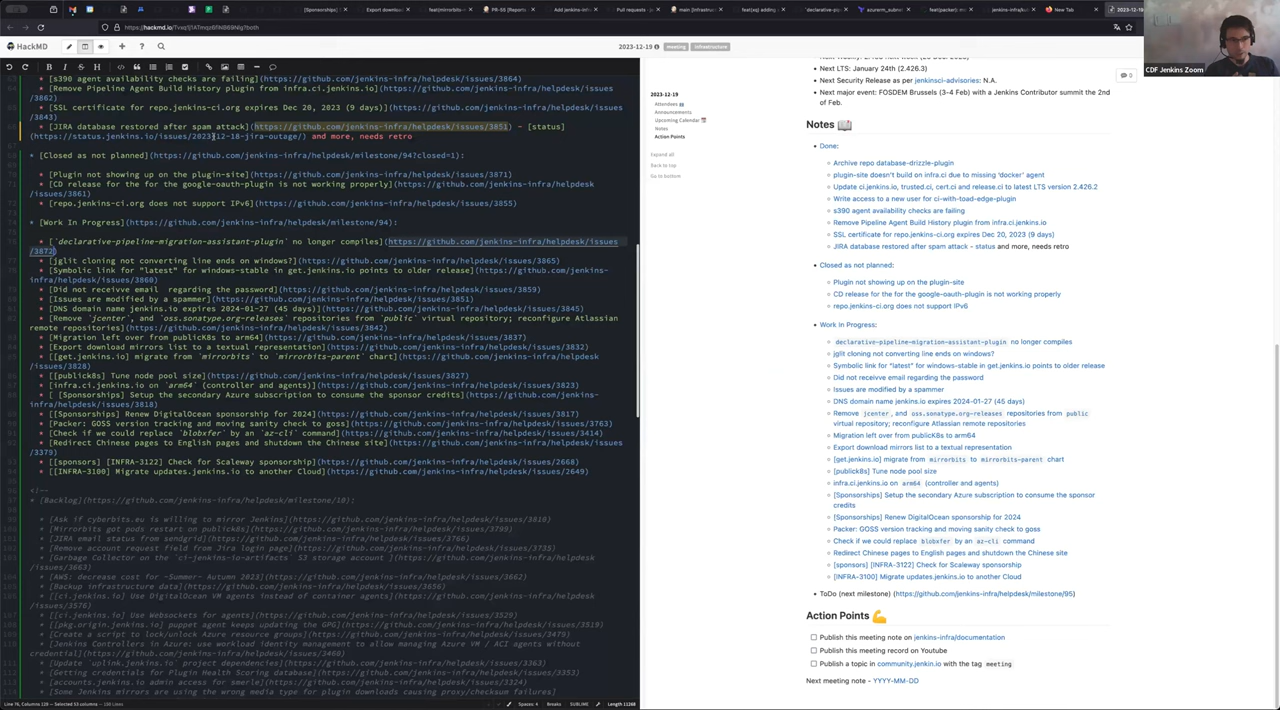 [Sponsorships]
Export download
feat(mirrorbits-
PR-55 [Reports
Add jenkins-infra
Pull requests · j
main [infrastruct
feat(sql) adding
'declarative-pi
azurerm_subnet
feat(packer): m
jenkins-infra/ku
New Tab
2023-12-19
HackMD
2023-12-19
meeting
infrastructure
CDF Jenkins Zoom
* [s390 agent availability checks are failing](https://github.com/jenkins-infra/helpdesk/issues/3864)
* [Remove Pipeline Agent Build History plugin from infra.ci.jenkins.io](https://github.com/jenkins-infra/helpdesk/issues
/3862)
* [SSL certificate for repo.jenkins-ci.org expires Dec 20, 2023 (9 days)](https://github.com/jenkins-infra/helpdesk/issues
/3843)
* [JIRA database restored after spam attack](https://github.com/jenkins-infra/helpdesk/issues/3851) - [status]
(https://status.jenkins.io/issues/2023-12-18-jira-outage/) and more, needs retro
* [Closed as not planned](https://github.com/jenkins-infra/helpdesk/milestone/94?closed=1):
* [Plugin not showing up on the plugin-site](https://github.com/jenkins-infra/helpdesk/issues/3871)
* [CD release for the for the google-oauth-plugin is not working properly](https://github.com/jenkins-infra/helpdesk/issues
/3861)
* [repo.jenkins-ci.org does not support IPv6](https://github.com/jenkins-infra/helpdesk/issues/3855)
* [Work In Progress](https://github.com/jenkins-infra/helpdesk/milestone/94):
* [`declarative-pipeline-migration-assistant-plugin` no longer compiles](https://github.com/jenkins-infra/helpdesk/issues
/3872)
* [jglit cloning not converting line ends on windows?](https://github.com/jenkins-infra/helpdesk/issues/3865)
* [Symbolic link for "latest" for windows-stable in get.jenkins.io points to older release](https://github.com/jenkins-
infra/helpdesk/issues/3860)
* [Did not receivve email regarding the password](https://github.com/jenkins-infra/helpdesk/issues/3859)
* [Issues are modified by a spammer](https://github.com/jenkins-infra/helpdesk/issues/3851)
* [DNS domain name jenkins.io expires 2024-01-27 (45 days)](https://github.com/jenkins-infra/helpdesk/issues/3845)
* [Remove `jcenter`, and `oss.sonatype.org-releases` repositories from `public` virtual repository; reconfigure Atlassian
remote repositories](https://github.com/jenkins-infra/helpdesk/issues/3842)
* [Migration left over from publicK8s to arm64](https://github.com/jenkins-infra/helpdesk/issues/3837)
* [Export download mirrors list to a textual representation](https://github.com/jenkins-infra/helpdesk/issues
* [[get.jenkins.io] migrate from `mirrorbits` to `mirrorbits-parent` chart](https://github.com/jenkins-infra/helpdesk/issues
/3828)
* [[publick8s] Tune node pool size](https://github.com/jenkins-infra/helpdesk/issues/3827)
* [infra.ci.jenkins.io on `arm64` (controller and agents)](https://github.com/jenkins-infra/helpdesk/issues/3823)
* [[Sponsorships] Setup the secondary Azure subscription to consume the sponsor credits](https://github.com/jenkins-
infra/helpdesk/issues/3818)
* [[Sponsorships] Renew DigitalOcean sponsorship for 2024](https://github.com/jenkins-infra/helpdesk/issues/3817)
* [Packer: GOSS version tracking and moving sanity check to goss](https://github.com/jenkins-infra/helpdesk/issues/3763)
* [Check if we could replace `blobxfer` by an `az-cli` command](https://github.com/jenkins-infra/helpdesk/issues/3414)
* [Redirect Chinese pages to English pages and shutdown the Chinese site](https://github.com/jenkins-infra/helpdesk/issues
/3379)
* [[sponsors] [INFRA-3122] Check for Scaleway sponsorship](https://github.com/jenkins-infra/helpdesk/issues/2668)
* [[INFRA-3100] Migrate updates.jenkins.io to another Cloud](https://github.com/jenkins-infra/helpdesk/issues/2649)
<!--
* [Backlog](https://github.com/jenkins-infra/helpdesk/milestone/10):
* [Ask if cyberbits.eu is willing to mirror Jenkins](https://github.com/jenkins-infra/helpdesk/issues/3810)
* [Mirrorbits got pods restart on publick8s](https://github.com/jenkins-infra/helpdesk/issues/3799)
* [JIRA email status from sendgrid](https://github.com/jenkins-infra/helpdesk/issues/3766)
* [Remove account request field from Jira login page](https://github.com/jenkins-infra/helpdesk/issues/3735)
* [AWS: decrease cost for -Summer- Autumn 2023](https://github.com/jenkins-infra/helpdesk/issues/3662)
* [Backup infrastructure data](https://github.com/jenkins-infra/helpdesk/issues/3656)
* [[ci.jenkins.io] Use DigitalOcean VM agents instead of container agents](https://github.com/jenkins-infra/helpdesk
/issues/3576)
* [[ci.jenkins.io] Use Websockets for agents](https://github.com/jenkins-infra/helpdesk/issues/3529)
* [[pkg.origin.jenkins.io] puppet agent keeps updating the GPG](https://github.com/jenkins-infra/helpdesk/issues/3519)
* [Create a script to lock/unlock Azure resource groups](https://github.com/jenkins-infra/helpdesk/issues/3479)
* [Jenkins Controllers in Azure: use workload identity management to allow managing Azure VM / ACI agents without
credential](https://github.com/jenkins-infra/helpdesk/issues/3460)
* [Update `uplink.jenkins.io` project dependencies](https://github.com/jenkins-infra/helpdesk/issues/3363)
* [Getting credentials for Plugin Health Scoring database](https://github.com/jenkins-infra/helpdesk/issues/3353)
* [accounts.jenkins.io admin access for smerle](https://github.com/jenkins-infra/helpdesk/issues/3324)
* [Some Jenkins mirrors are using the wrong media type for plugin downloads causing proxy/checksum failures]
Spaces: 4
Breaks
SUBLIME
Length 11268
2023-12-19
Attendees
Announcements
Upcoming Calendar
Notes
Action Points
Expand all
Back to top
Go to bottom
Next LTS: January 24th (2.426.3)
Next Security Release as per jenkinsci-advisories: N.A.
Next major event: FOSDEM Brussels (3-4 Feb) with a Jenkins Contributor summit the 2nd
of Feb.
Notes 📖
Done:
Archive repo database-drizzle-plugin
plugin-site doesn't build on infra.ci due to missing 'docker' agent
Update ci.jenkins.io, trusted.ci, cert.ci and release.ci to latest LTS version 2.426.2
Write access to a new user for ci-with-toad-edge-plugin
s390 agent availability checks are failing
Remove Pipeline Agent Build History plugin from infra.ci.jenkins.io
SSL certificate for repo.jenkins-ci.org expires Dec 20, 2023 (9 days)
JIRA database restored after spam attack - status and more, needs retro
Closed as not planned:
Plugin not showing up on the plugin-site
CD release for the for the google-oauth-plugin is not working properly
repo.jenkins-ci.org does not support IPv6
Work in Progress:
declarative-pipeline-migration-assistant-plugin no longer compiles
jglit cloning not converting line ends on windows?
Symbolic link for "latest" for windows-stable in get.jenkins.io points to older release
Did not receivve email regarding the password
Issues are modified by a spammer
DNS domain name jenkins.io expires 2024-01-27 (45 days)
Remove jcenter, and oss.sonatype.org-releases repositories from public
virtual repository; reconfigure Atlassian remote repositories
Migration left over from publicK8s to arm64
Export download mirrors list to a textual representation
[get.jenkins.io] migrate from mirrorbits to mirrorbits-parent chart
[publick8s] Tune node pool size
infra.ci.jenkins.io on arm64 (controller and agents)
[Sponsorships] Setup the secondary Azure subscription to consume the sponsor
credits
[Sponsorships] Renew DigitalOcean sponsorship for 2024
Packer: GOSS version tracking and moving sanity check to goss
Check if we could replace blobxfer by an az-cli command
Redirect Chinese pages to English pages and shutdown the Chinese site
[sponsors] [INFRA-3122] Check for Scaleway sponsorship
[INFRA-3100] Migrate updates.jenkins.io to another Cloud
ToDo (next milestone) (https://github.com/jenkins-infra/helpdesk/milestone/95)
Action Points 💪
Publish this meeting note on jenkins-infra/documentation
Publish this meeting record on Youtube
Publish a topic in community.jenkin.io with the tag meeting
Next meeting note - YYYY-MM-DD